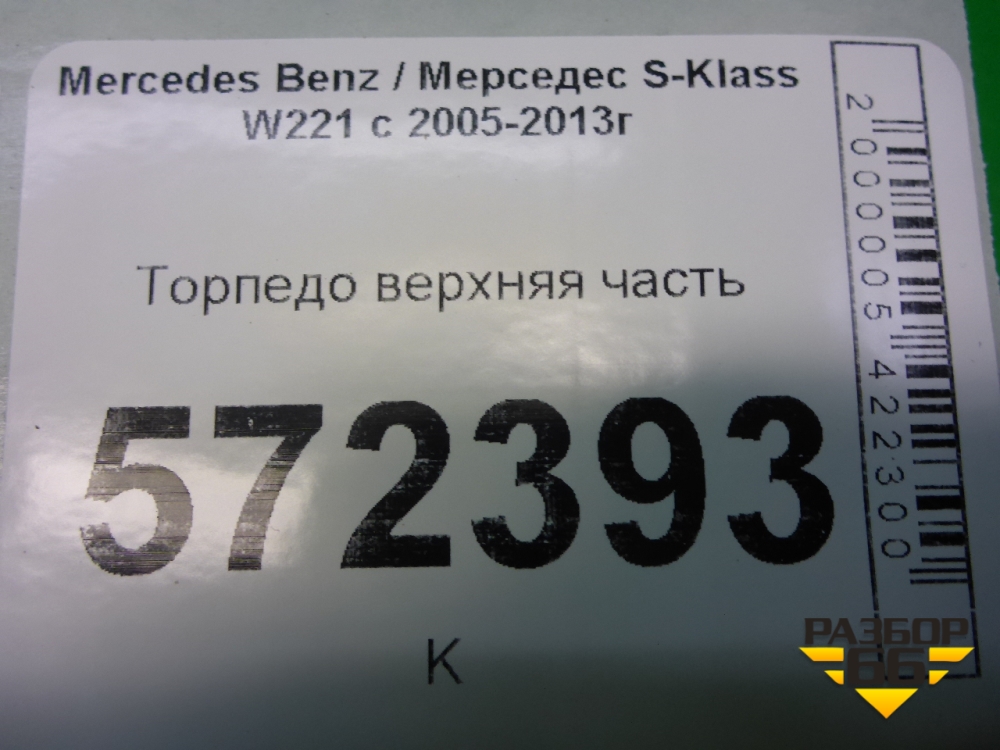 Mercedes Benz / Мерседес S-Klass
W221 с 2005-2013г
Торпедо верхняя часть
572393
К
2000005422300
РАЗБОР
66